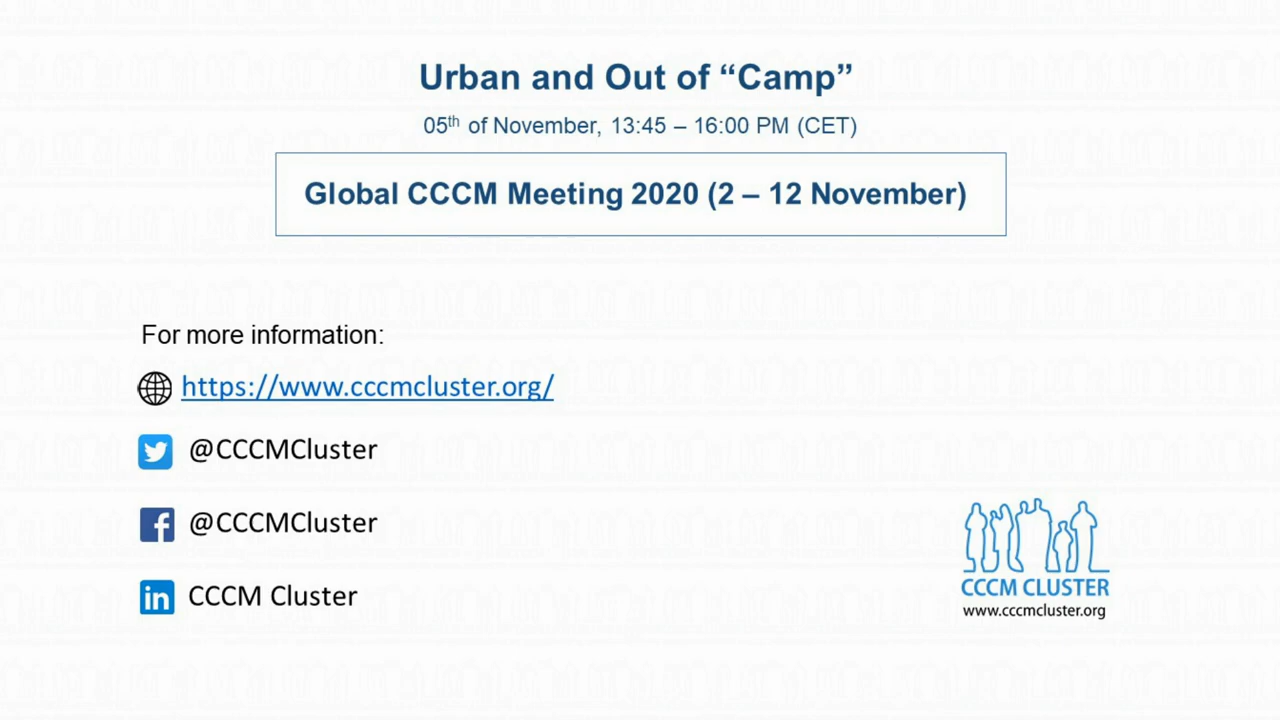 Urban and Out of “Camp”
05th of November, 13:45 – 16:00 PM (CET)
Global CCCM Meeting 2020 (2 – 12 November)
For more information:
https://www.cccmcluster.org/
@CCCMCluster
@CCCMCluster
CCCM Cluster
CCCM CLUSTER
www.cccmcluster.org